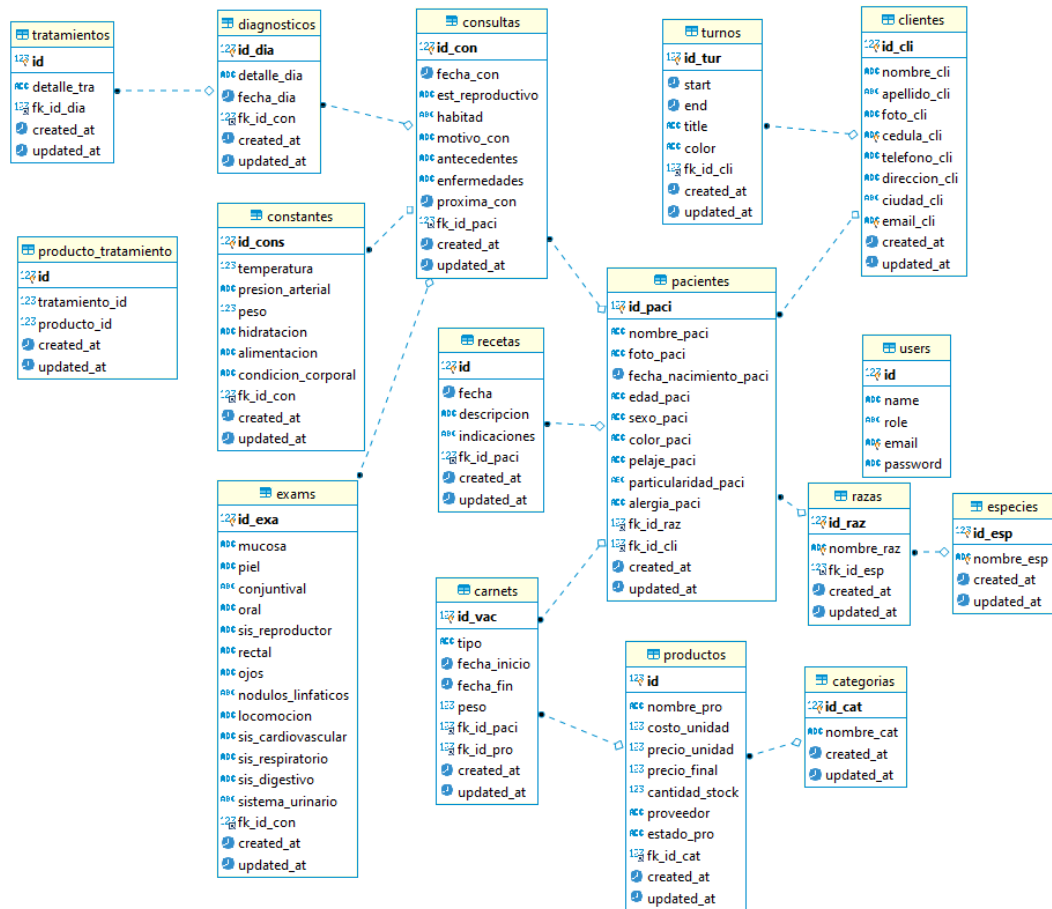 tratamientos
id
detalle_tra
fk_id_dia
created_at
updated_at
diagnosticos
id_dia
detalle_dia
fecha_dia
fk_id_con
created_at
updated_at
consultas
id_con
fecha_con
est_reproductivo
habitad
motivo_con
antecedentes
enfermedades
proxima_con
fk_id_paci
created_at
updated_at
turnos
id_tur
start
end
title
color
fk_id_cli
created_at
updated_at
clientes
id_cli
nombre_cli
apellido_cli
foto_cli
cedula_cli
telefono_cli
direccion_cli
ciudad_cli
email_cli
created_at
updated_at
producto_tratamiento
id
tratamiento_id
producto_id
created_at
updated_at
constantes
id_cons
temperatura
presion_arterial
peso
hidratacion
alimentacion
condicion_corporal
fk_id_con
created_at
updated_at
recetas
id
fecha
descripcion
indicaciones
fk_id_paci
created_at
updated_at
pacientes
id_paci
nombre_paci
foto_paci
fecha_nacimiento_paci
edad_paci
sexo_paci
color_paci
pelaje_paci
particularidad_paci
alergia_paci
fk_id_raz
fk_id_cli
created_at
updated_at
users
id
name
role
email
password
exams
id_exa
mucosa
piel
conjuntival
oral
sis_reproductor
rectal
ojos
nodulos_linfaticos
locomocion
sis_cardiovascular
sis_respiratorio
sis_digestivo
sistema_urinario
fk_id_con
created_at
updated_at
carnets
id_vac
tipo
fecha_inicio
fecha_fin
peso
fk_id_paci
fk_id_pro
created_at
updated_at
razas
id_raz
nombre_raz
fk_id_esp
created_at
updated_at
especies
id_esp
nombre_esp
created_at
updated_at
productos
id
nombre_pro
costo_unidad
precio_unidad
precio_final
cantidad_stock
proveedor
estado_pro
fk_id_cat
created_at
updated_at
categorias
id_cat
nombre_cat
created_at
updated_at